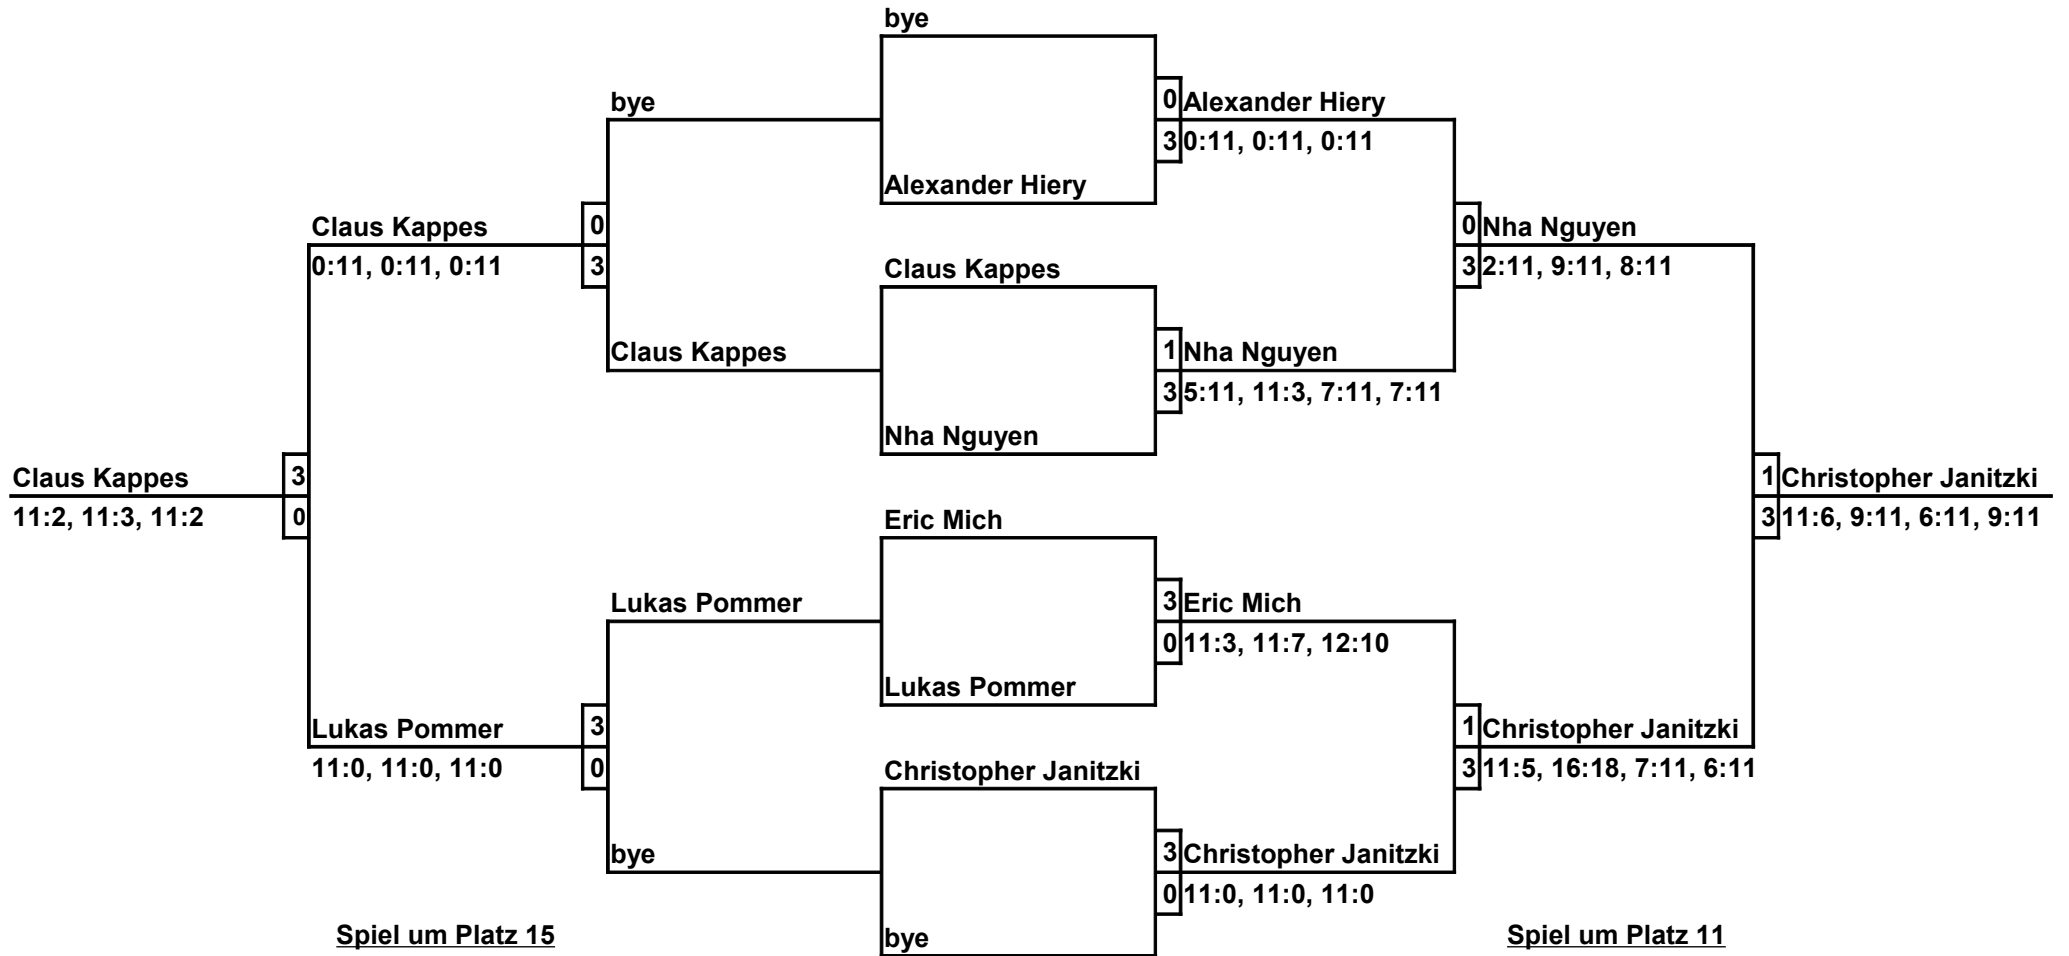 bye
bye
0 Alexander Hiery
3 0:11, 0:11, 0:11
Alexander Hiery
Claus Kappes 0
0:11, 0:11, 0:11 3
0 Nha Nguyen
3 2:11, 9:11, 8:11
Claus Kappes
Claus Kappes
1 Nha Nguyen
3 5:11, 11:3, 7:11, 7:11
Nha Nguyen
Claus Kappes 3
11:2, 11:3, 11:2 0
1 Christopher Janitzki
3 11:6, 9:11, 6:11, 9:11
Eric Mich
Lukas Pommer
3 Eric Mich
0 11:3, 11:7, 12:10
Lukas Pommer
Lukas Pommer 3
11:0, 11:0, 11:0 0
1 Christopher Janitzki
3 11:5, 16:18, 7:11, 6:11
Christopher Janitzki
bye
3 Christopher Janitzki
0 11:0, 11:0, 11:0
bye
Spiel um Platz 15
Spiel um Platz 11